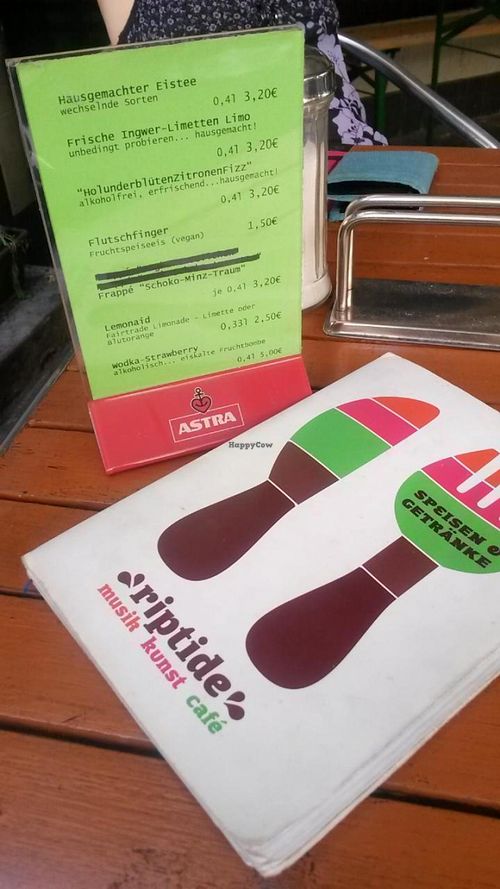 Hausgemachter Eistee
wechselnde Sorten 0,4l 3,20€
Frische Ingwer-Limetten Limo
unbedingt probieren... hausgemacht!
0,4l 3,20€
"HolunderblütenZitronenFizz"
alkoholfrei, erfrischend...hausgemacht!
0,4l 3,20€
Flutschfinger 1,50€
Fruchtspeiseeis (vegan)
Frappé "Schoko-Minz-Traum"
je 0,4l 3,20€
Lemonaid
Fairtrade Limonade - Limette oder
Blutorange 0,33l 2,50€
Wodka-Strawberry
alkoholisch... eiskalte Fruchtbombe
0,4l 5,00€
ASTRA
HappyCow
SPEISEN &
GETRÄNKE
riptide
musik kunst café